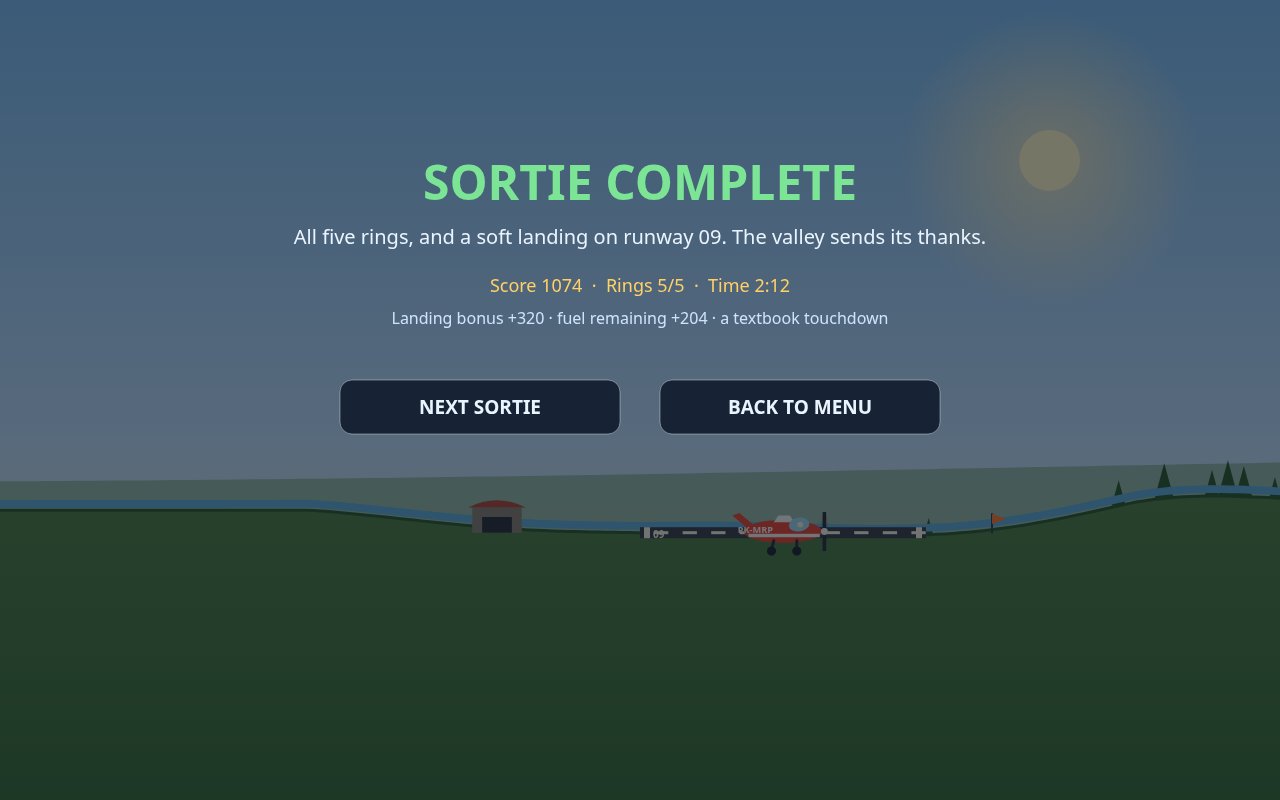 SORTIE COMPLETE
All five rings, and a soft landing on runway 09. The valley sends its thanks.
Score 1074 · Rings 5/5 · Time 2:12
Landing bonus +320 · fuel remaining +204 · a textbook touchdown
NEXT SORTIE
BACK TO MENU
09